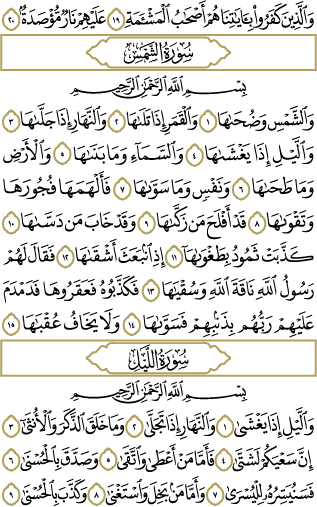 وَٱلَّذِينَ كَفَرُوا۟ بِـَٔايَـٰتِنَا هُمْ أَصْحَـٰبُ ٱلْمَشْـَٔمَةِ ١٩ عَلَيْهِمْ نَارٌ مُّؤْصَدَةٌۢ ٢٠
سُورَةُ الشَّمْسِ
بِسْمِ ٱللَّهِ ٱلرَّحْمَـٰنِ ٱلرَّحِيمِ
وَٱلشَّمْسِ وَضُحَىٰهَا ١ وَٱلْقَمَرِ إِذَا تَلَىٰهَا ٢ وَٱلنَّهَارِ إِذَا جَلَّىٰهَا ٣
وَٱلَّيْلِ إِذَا يَغْشَىٰهَا ٤ وَٱلسَّمَآءِ وَمَا بَنَىٰهَا ٥ وَٱلْأَرْضِ
وَمَا طَحَىٰهَا ٦ وَنَفْسٍ وَمَا سَوَّىٰهَا ٧ فَأَلْهَمَهَا فُجُورَهَا
وَتَقْوَىٰهَا ٨ قَدْ أَفْلَحَ مَن زَكَّىٰهَا ٩ وَقَدْ خَابَ مَن دَسَّىٰهَا ١٠
كَذَّبَتْ ثَمُودُ بِطَغْوَىٰهَآ ١١ إِذِ ٱنۢبَعَثَ أَشْقَىٰهَا ١٢ فَقَالَ لَهُمْ
رَسُولُ ٱللَّهِ نَاقَةَ ٱللَّهِ وَسُقْيَـٰهَا ١٣ فَكَذَّبُوهُ فَعَقَرُوهَا فَدَمْدَمَ
عَلَيْهِمْ رَبُّهُم بِذَنۢبِهِمْ فَسَوَّىٰهَا ١٤ وَلَا يَخَافُ عُقْبَـٰهَا ١٥
سُورَةُ اللَّيْلِ
بِسْمِ ٱللَّهِ ٱلرَّحْمَـٰنِ ٱلرَّحِيمِ
وَٱلَّيْلِ إِذَا يَغْشَىٰ ١ وَٱلنَّهَارِ إِذَا تَجَلَّىٰ ٢ وَمَا خَلَقَ ٱلذَّكَرَ وَٱلْأُنثَىٰٓ ٣
إِنَّ سَعْيَكُمْ لَشَتَّىٰ ٤ فَأَمَّا مَنْ أَعْطَىٰ وَٱتَّقَىٰ ٥ وَصَدَّقَ بِٱلْحُسْنَىٰ ٦
فَسَنُيَسِّرُهُۥ لِلْيُسْرَىٰ ٧ وَأَمَّا مَنۢ بَخِلَ وَٱسْتَغْنَىٰ ٨ وَكَذَّبَ بِٱلْحُسْنَىٰ ٩